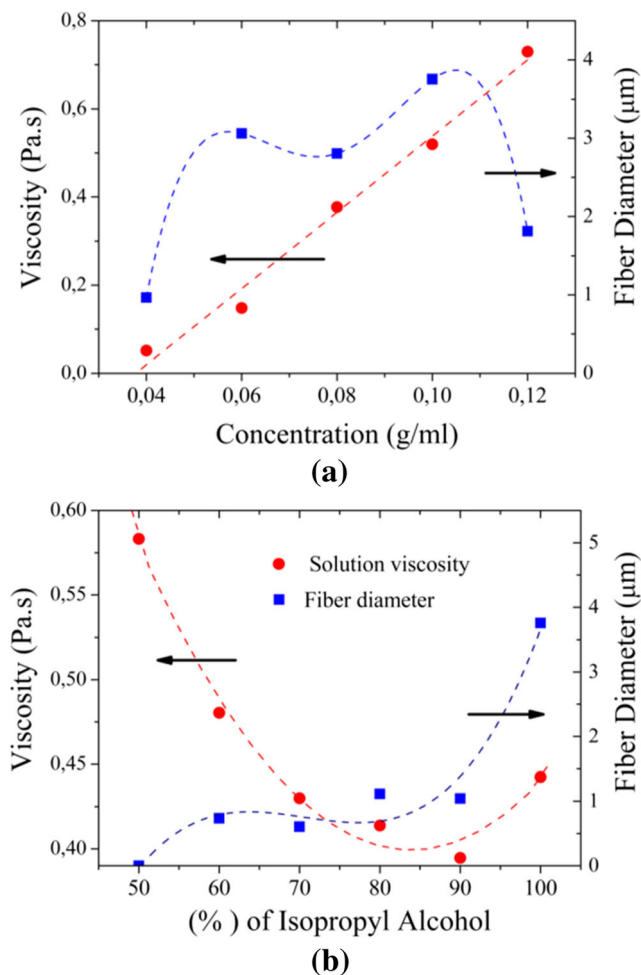 0,8
0,6
0,4
0,2
0,0
Viscosity (Pa.s)
4
3
2
1
0
Fiber Diameter (μm)
0,04 0,06 0,08 0,10 0,12
Concentration (g/ml)
(a)
0,60
0,55
0,50
0,45
0,40
Viscosity (Pa.s)
Solution viscosity
Fiber diameter
5
4
3
2
1
0
Fiber Diameter (μm)
50 60 70 80 90 100
(% ) of Isopropyl Alcohol
(b)